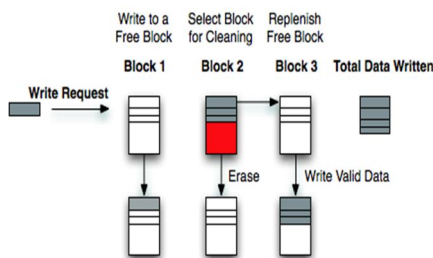 Write to a
Free Block
Select Block
for Cleaning
Replenish
Free Block
Block 1
Block 2
Block 3
Total Data Written
Write Request
Erase
Write Valid Data